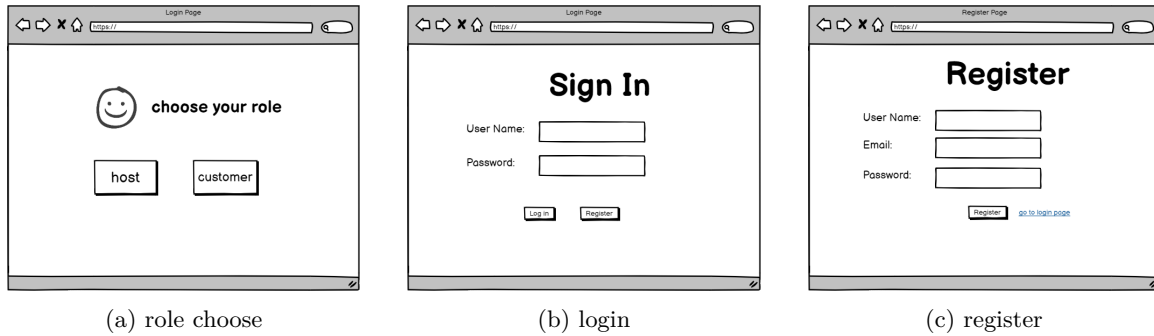 Login Page
https://
choose your role
host
customer
(a) role choose
Login Page
https://
Sign In
User Name:
Password:
Log In
Register
(b) login
Register Page
https://
Register
User Name:
Email:
Password:
Register
go to login page
(c) register